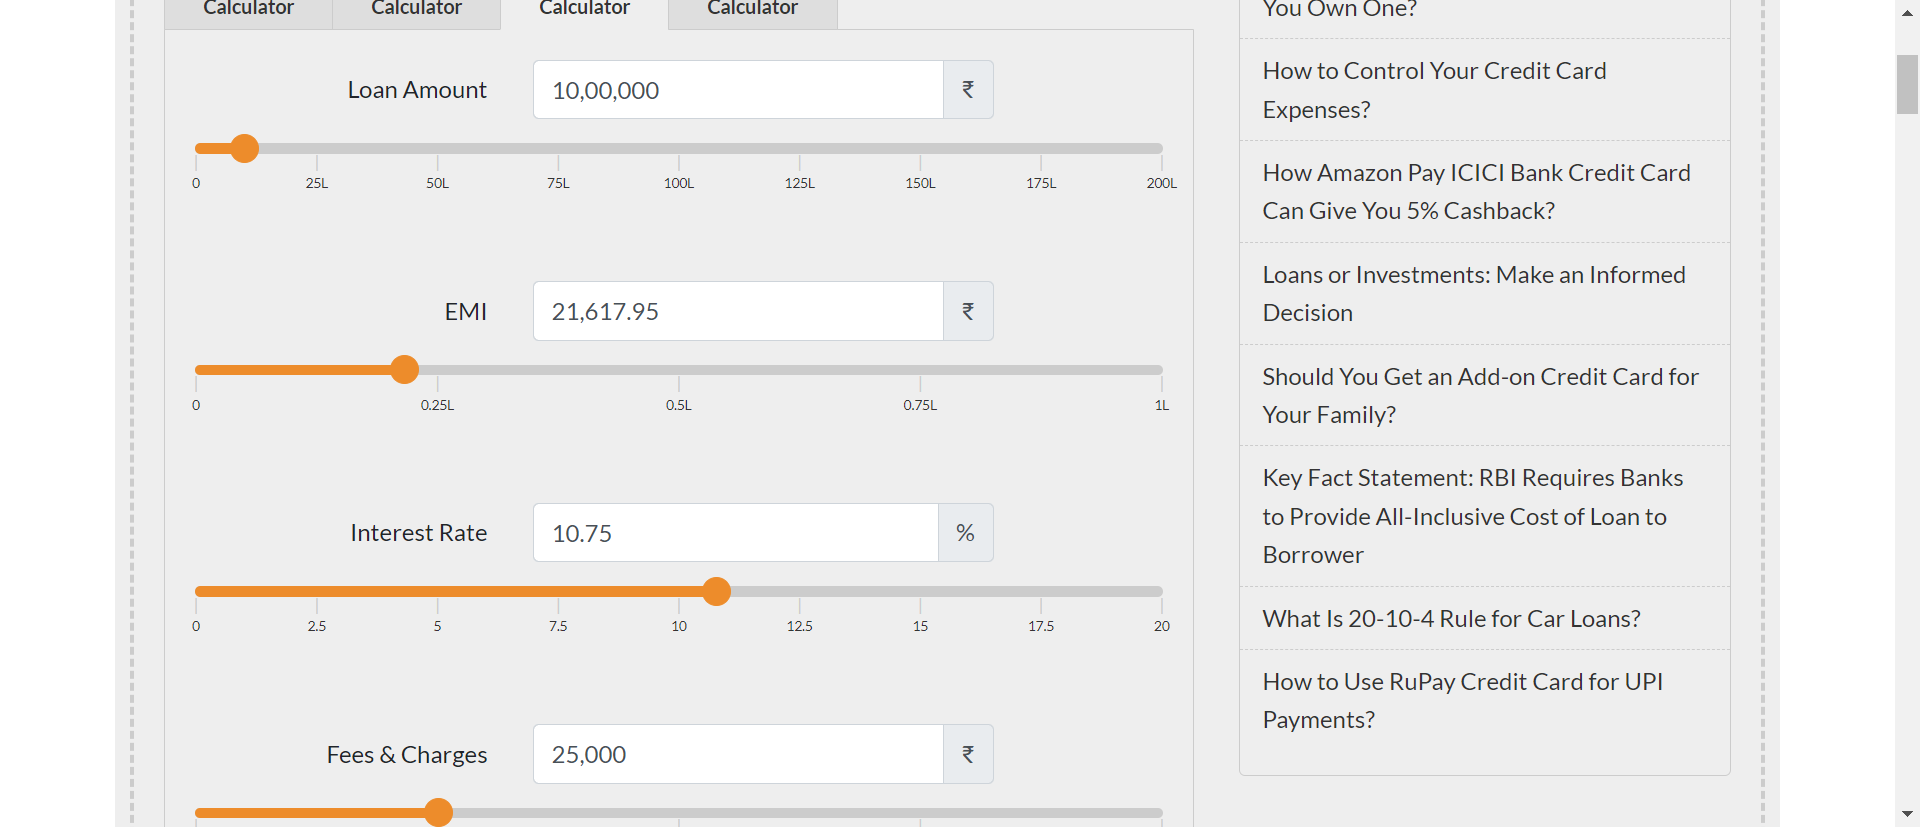 Calculator Calculator Calculator Calculator
Loan Amount 10,00,000 ₹
0 25L 50L 75L 100L 125L 150L 175L 200L
EMI 21,617.95 ₹
0 0.25L 0.5L 0.75L 1L
Interest Rate 10.75 %
0 2.5 5 7.5 10 12.5 15 17.5 20
Fees & Charges 25,000 ₹
You Own One?
How to Control Your Credit Card
Expenses?
How Amazon Pay ICICI Bank Credit Card
Can Give You 5% Cashback?
Loans or Investments: Make an Informed
Decision
Should You Get an Add-on Credit Card for
Your Family?
Key Fact Statement: RBI Requires Banks
to Provide All-Inclusive Cost of Loan to
Borrower
What Is 20-10-4 Rule for Car Loans?
How to Use RuPay Credit Card for UPI
Payments?